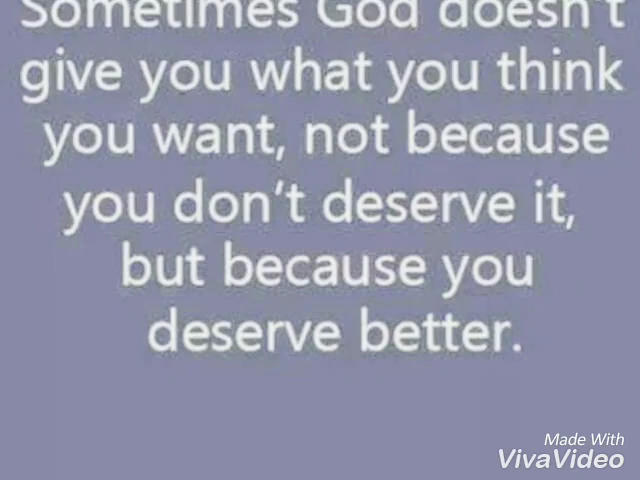 Sometimes God doesn't
give you what you think
you want, not because
you don't deserve it,
but because you
deserve better.
Made With
VivaVideo